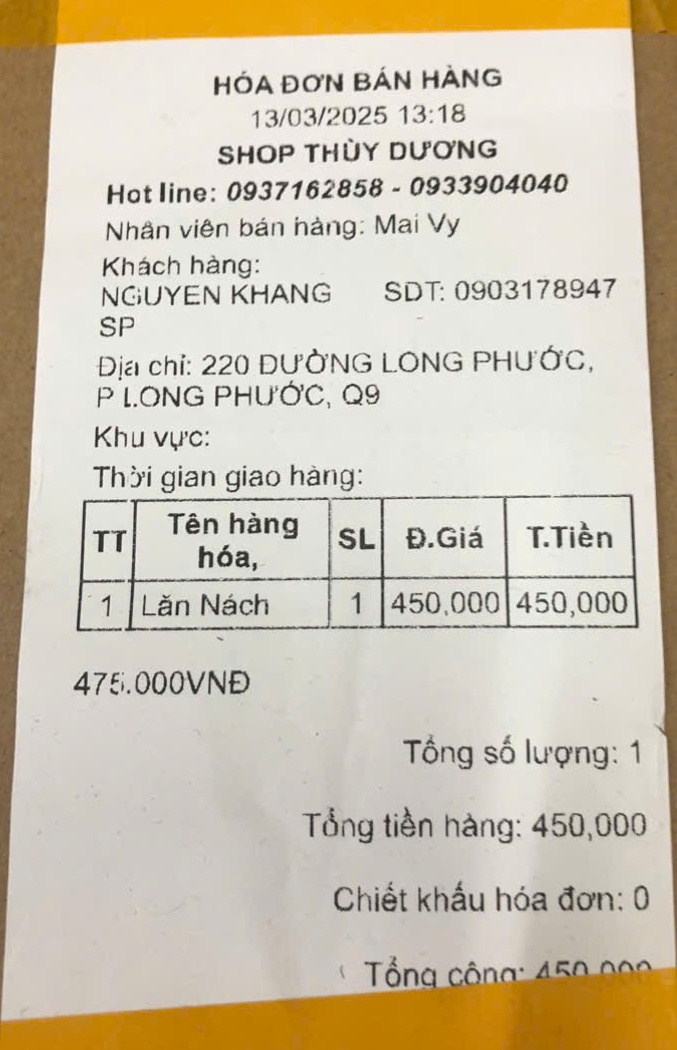 HÓA ĐƠN BÁN HÀNG
13/03/2025 13:18
SHOP THÙY DƯƠNG
Hot line: 0937162858 - 0933904040
Nhân viên bán hàng: Mai Vy
Khách hàng:
NGUYEN KHANG SDT: 0903178947
SP
Địa chỉ: 220 ĐƯỜNG LONG PHƯỚC,
P LONG PHƯỚC, Q9
Khu vực:
Thời gian giao hàng:
TT Tên hàng hóa, SL Đ.Giá T.Tiền
1 Lăn Nách 1 450,000 450,000
475.000VNĐ
Tổng số lượng: 1
Tổng tiền hàng: 450,000
Chiết khấu hóa đơn: 0
Tổng cộng: 450,000